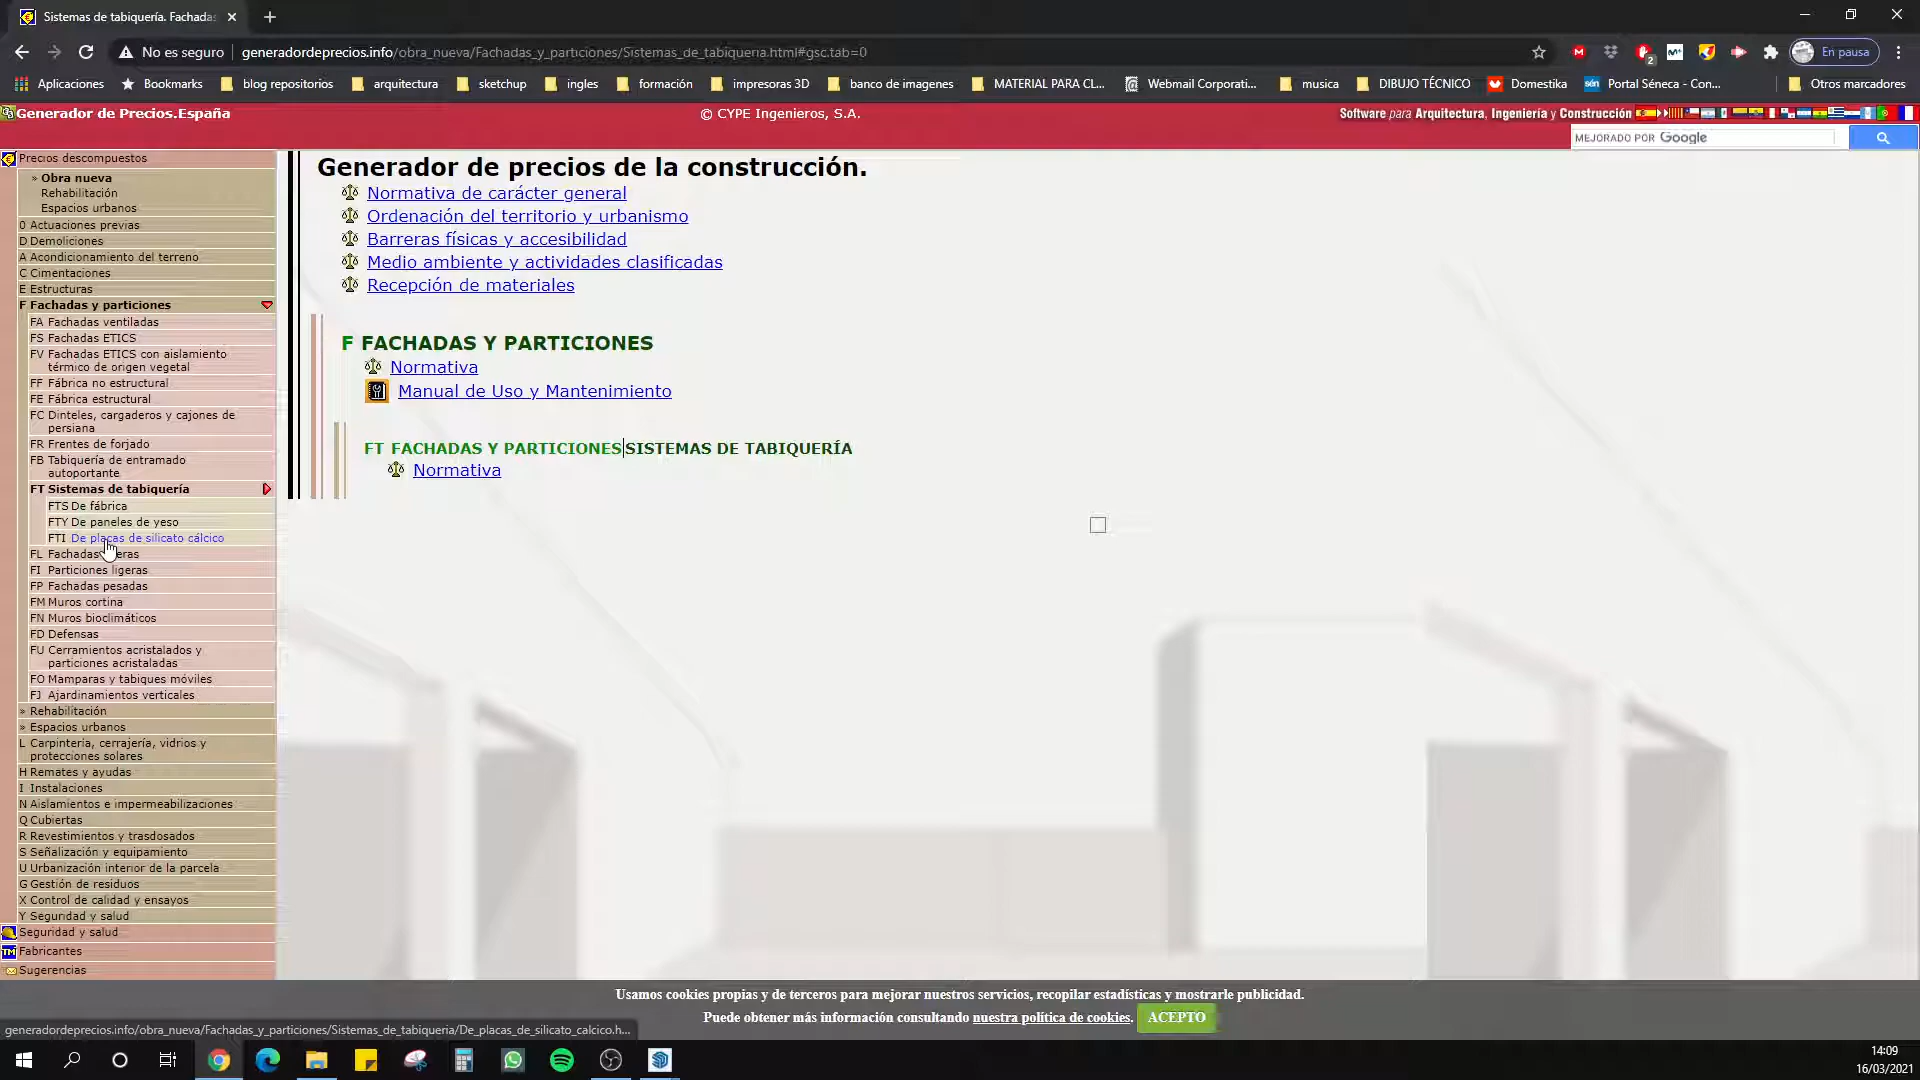 Sistemas de tabiquería. Fachada
No es seguro
generadordeprecios.info/obra_nueva/Fachadas_y_particiones/Sistemas_de_tabiqueria.html#gsc.tab=0
2
En pausa
Aplicaciones
Bookmarks
blog repositorios
arquitectura
sketchup
ingles
formación
impresoras 3D
banco de imagenes
MATERIAL PARA CL...
Webmail Corporati...
musica
DIBUJO TÉCNICO
Domestika
Portal Séneca - Con...
Otros marcadores
Generador de Precios.España
© CYPE Ingenieros, S.A.
Software para Arquitectura, Ingeniería y Construcción
MEJORADO POR Google
Precios descompuestos
» Obra nueva
Rehabilitación
Espacios urbanos
0 Actuaciones previas
D Demoliciones
A Acondicionamiento del terreno
C Cimentaciones
E Estructuras
F Fachadas y particiones
FA Fachadas ventiladas
FS Fachadas ETICS
FV Fachadas ETICS con aislamiento
térmico de origen vegetal
FF Fábrica no estructural
FE Fábrica estructural
FC Dinteles, cargaderos y cajones de
persiana
FR Frentes de forjado
FB Tabiquería de entramado
autoportante
FT Sistemas de tabiquería
FTS De fábrica
FTY De paneles de yeso
FTI De placas de silicato cálcico
FL Fachadas
FI Particiones ligeras
FP Fachadas pesadas
FM Muros cortina
FN Muros bioclimáticos
FD Defensas
FU Cerramientos acristalados y
particiones acristaladas
FO Mamparas y tabiques móviles
FJ Ajardinamientos verticales
» Rehabilitación
» Espacios urbanos
L Carpintería, cerrajería, vidrios y
protecciones solares
H Remates y ayudas
I Instalaciones
N Aislamientos e impermeabilizaciones
Q Cubiertas
R Revestimientos y trasdosados
S Señalización y equipamiento
U Urbanización interior de la parcela
G Gestión de residuos
X Control de calidad y ensayos
Y Seguridad y salud
Seguridad y salud
TM Fabricantes
Sugerencias
Generador de precios de la construcción.
Normativa de carácter general
Ordenación del territorio y urbanismo
Barreras físicas y accesibilidad
Medio ambiente y actividades clasificadas
Recepción de materiales
F FACHADAS Y PARTICIONES
Normativa
Manual de Uso y Mantenimiento
FT FACHADAS Y PARTICIONES SISTEMAS DE TABIQUERÍA
Normativa
Usamos cookies propias y de terceros para mejorar nuestros servicios, recopilar estadísticas y mostrarle publicidad.
Puede obtener más información consultando nuestra política de cookies. ACEPTO
generadordeprecios.info/obra_nueva/Fachadas_y_particiones/Sistemas_de_tabiqueria/De_placas_de_silicato_calcico.h...
14:09
16/03/2021